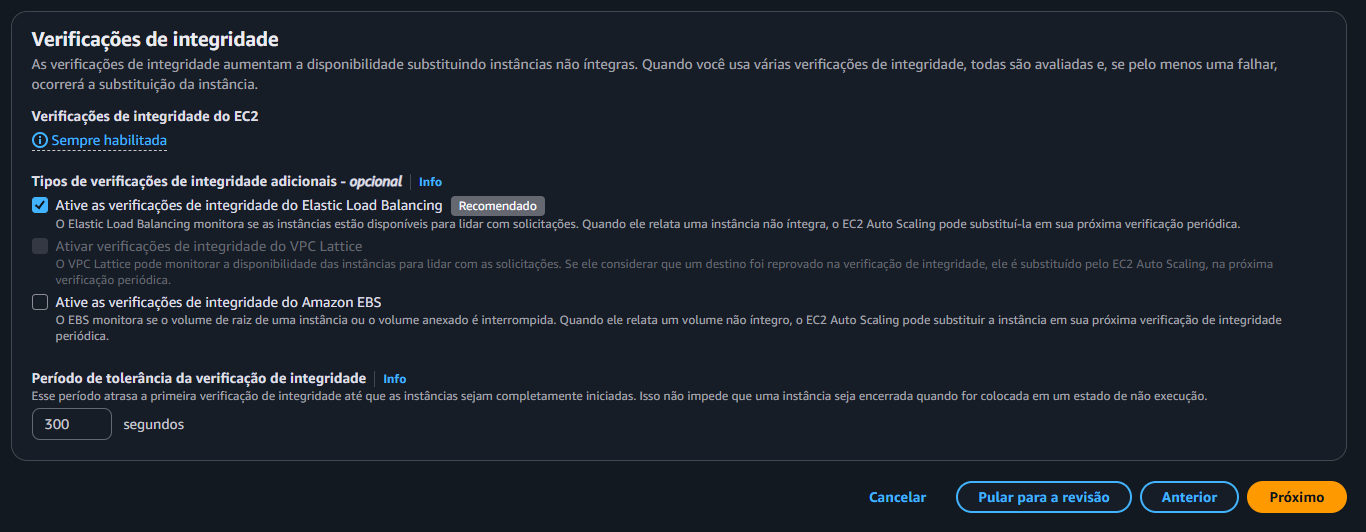 Verificações de integridade
As verificações de integridade aumentam a disponibilidade substituindo instâncias não íntegras. Quando você usa várias verificações de integridade, todas são avaliadas e, se pelo menos uma falhar,
ocorrerá a substituição da instância.
Verificações de integridade do EC2
Sempre habilitada
Tipos de verificações de integridade adicionais - opcional | Info
Ative as verificações de integridade do Elastic Load Balancing Recomendado
O Elastic Load Balancing monitora se as instâncias estão disponíveis para lidar com solicitações. Quando ele relata uma instância não íntegra, o EC2 Auto Scaling pode substituí-la em sua próxima verificação periódica.
Ativar verificações de integridade do VPC Lattice
O VPC Lattice pode monitorar a disponibilidade das instâncias para lidar com as solicitações. Se ele considerar que um destino foi reprovado na verificação de integridade, ele é substituído pelo EC2 Auto Scaling, na próxima
verificação periódica.
Ative as verificações de integridade do Amazon EBS
O EBS monitora se o volume de raiz de uma instância ou o volume anexado é interrompida. Quando ele relata um volume não íntegro, o EC2 Auto Scaling pode substituir a instância em sua próxima verificação de integridade
periódica.
Período de tolerância da verificação de integridade | Info
Esse período atrasa a primeira verificação de integridade até que as instâncias sejam completamente iniciadas. Isso não impede que uma instância seja encerrada quando for colocada em um estado de não execução.
300 segundos
Cancelar Pular para a revisão Anterior Próximo